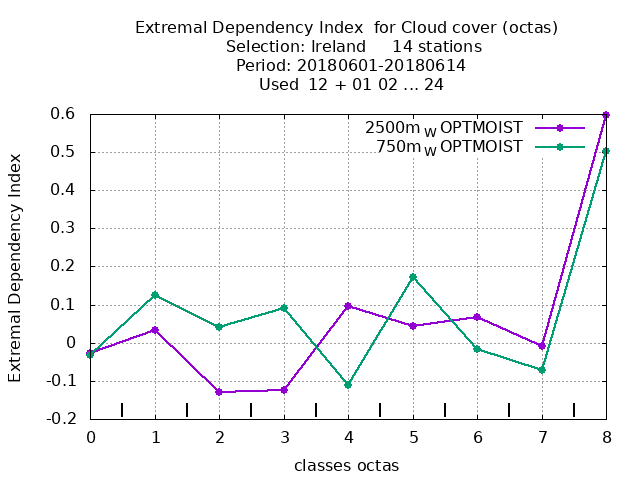 Extremal Dependency Index  for Cloud cover (octas)
Selection: Ireland     14 stations
Period: 20180601-20180614
Used  12 + 01 02 ... 24
2500m W OPTMOIST
750m W OPTMOIST
Extremal Dependency Index
0.6
0.5
0.4
0.3
0.2
0.1
0
-0.1
-0.2
0 1 2 3 4 5 6 7 8
classes octas